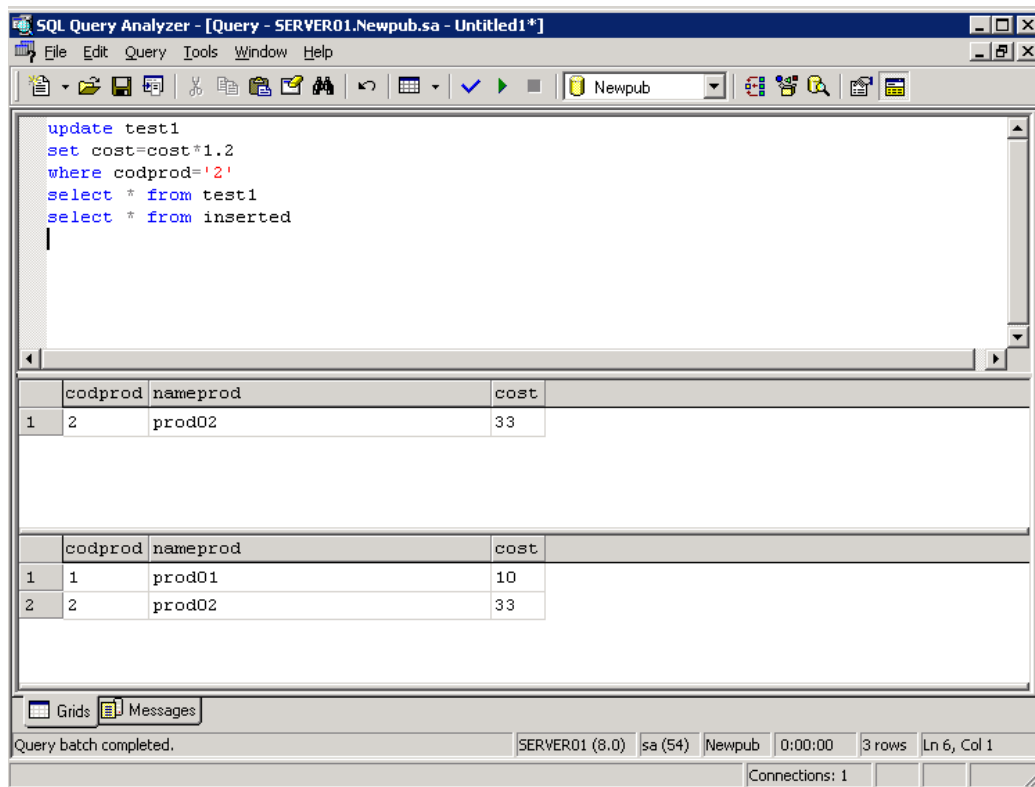 SQL Query Analyzer - [Query - SERVER01.Newpub.sa - Untitled1*]
File Edit Query Tools Window Help
Newpub
update test1
set cost=cost*1.2
where codprod='2'
select * from test1
select * from inserted
codprod nameprod cost
1 2 prod02 33
codprod nameprod cost
1 1 prod01 10
2 2 prod02 33
Grids Messages
Query batch completed. SERVER01 (8.0) sa (54) Newpub 0:00:00 3 rows Ln 6, Col 1
Connections: 1